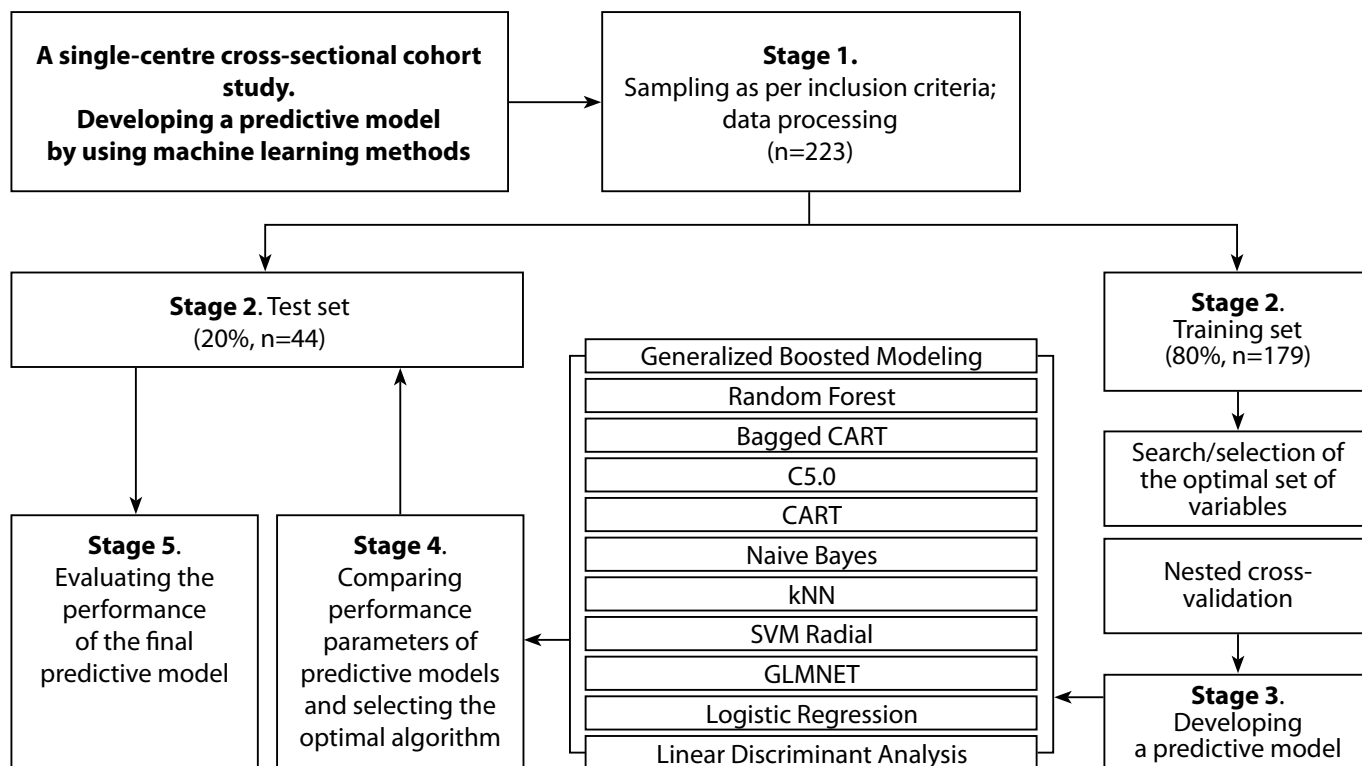 A single-centre cross-sectional cohort
study.
Developing a predictive model
by using machine learning methods
Stage 1.
Sampling as per inclusion criteria;
data processing
(n=223)
Stage 2. Test set
(20%, n=44)
Stage 2.
Training set
(80%, n=179)
Search/selection of
the optimal set of
variables
Nested cross-
validation
Stage 3.
Developing
a predictive model
Generalized Boosted Modeling
Random Forest
Bagged CART
C5.0
CART
Naive Bayes
kNN
SVM Radial
GLMNET
Logistic Regression
Linear Discriminant Analysis
Stage 4.
Comparing
performance
parameters of
predictive models
and selecting the
optimal algorithm
Stage 5.
Evaluating the
performance
of the final
predictive model